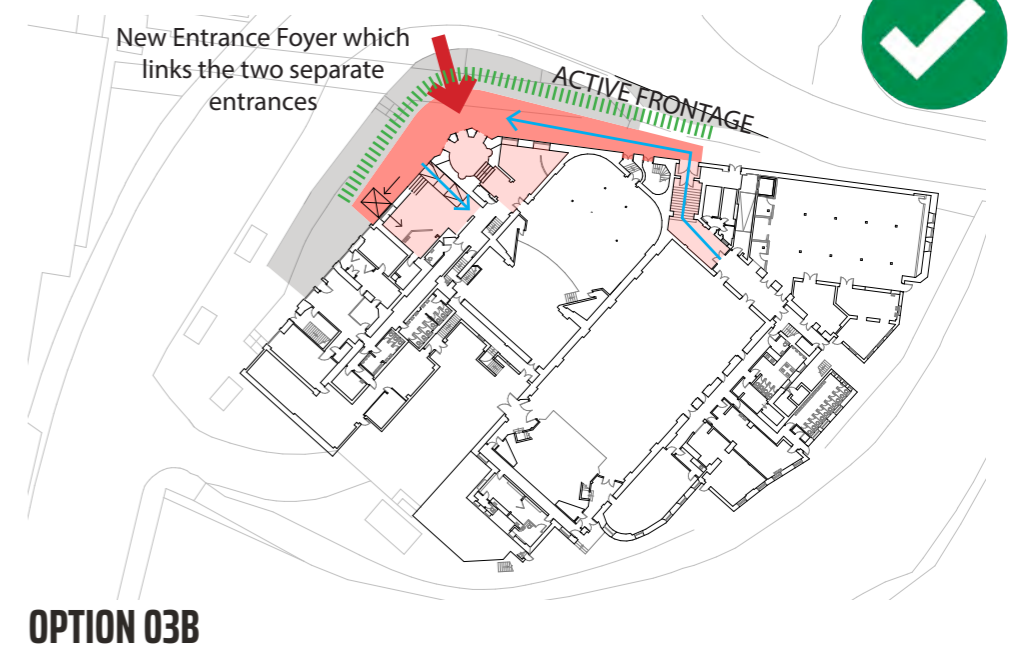 New Entrance Foyer which
links the two separate
entrances
ACTIVE FRONTAGE
OPTION 03B